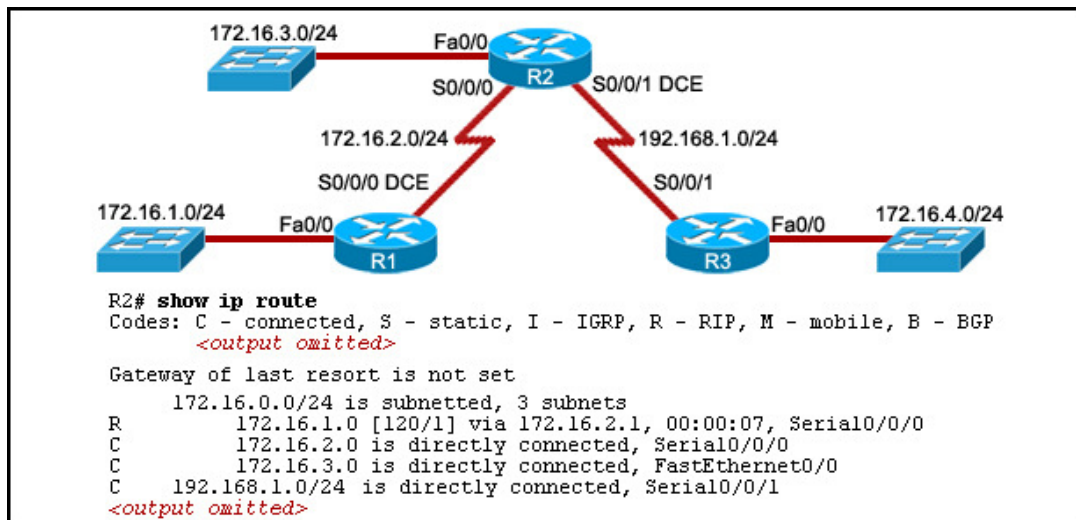 172.16.3.0/24
Fa0/0
R2
S0/0/0
S0/0/1 DCE
172.16.2.0/24
192.168.1.0/24
S0/0/0 DCE
S0/0/1
172.16.1.0/24
Fa0/0
R1
R3
Fa0/0
172.16.4.0/24
R2# show ip route
Codes: C - connected, S - static, I - IGRP, R - RIP, M - mobile, B - BGP
<output omitted>
Gateway of last resort is not set
172.16.0.0/24 is subnetted, 3 subnets
R 172.16.1.0 [120/1] via 172.16.2.1, 00:00:07, Serial0/0/0
C 172.16.2.0 is directly connected, Serial0/0/0
C 172.16.3.0 is directly connected, FastEthernet0/0
C 192.168.1.0/24 is directly connected, Serial0/0/1
<output omitted>